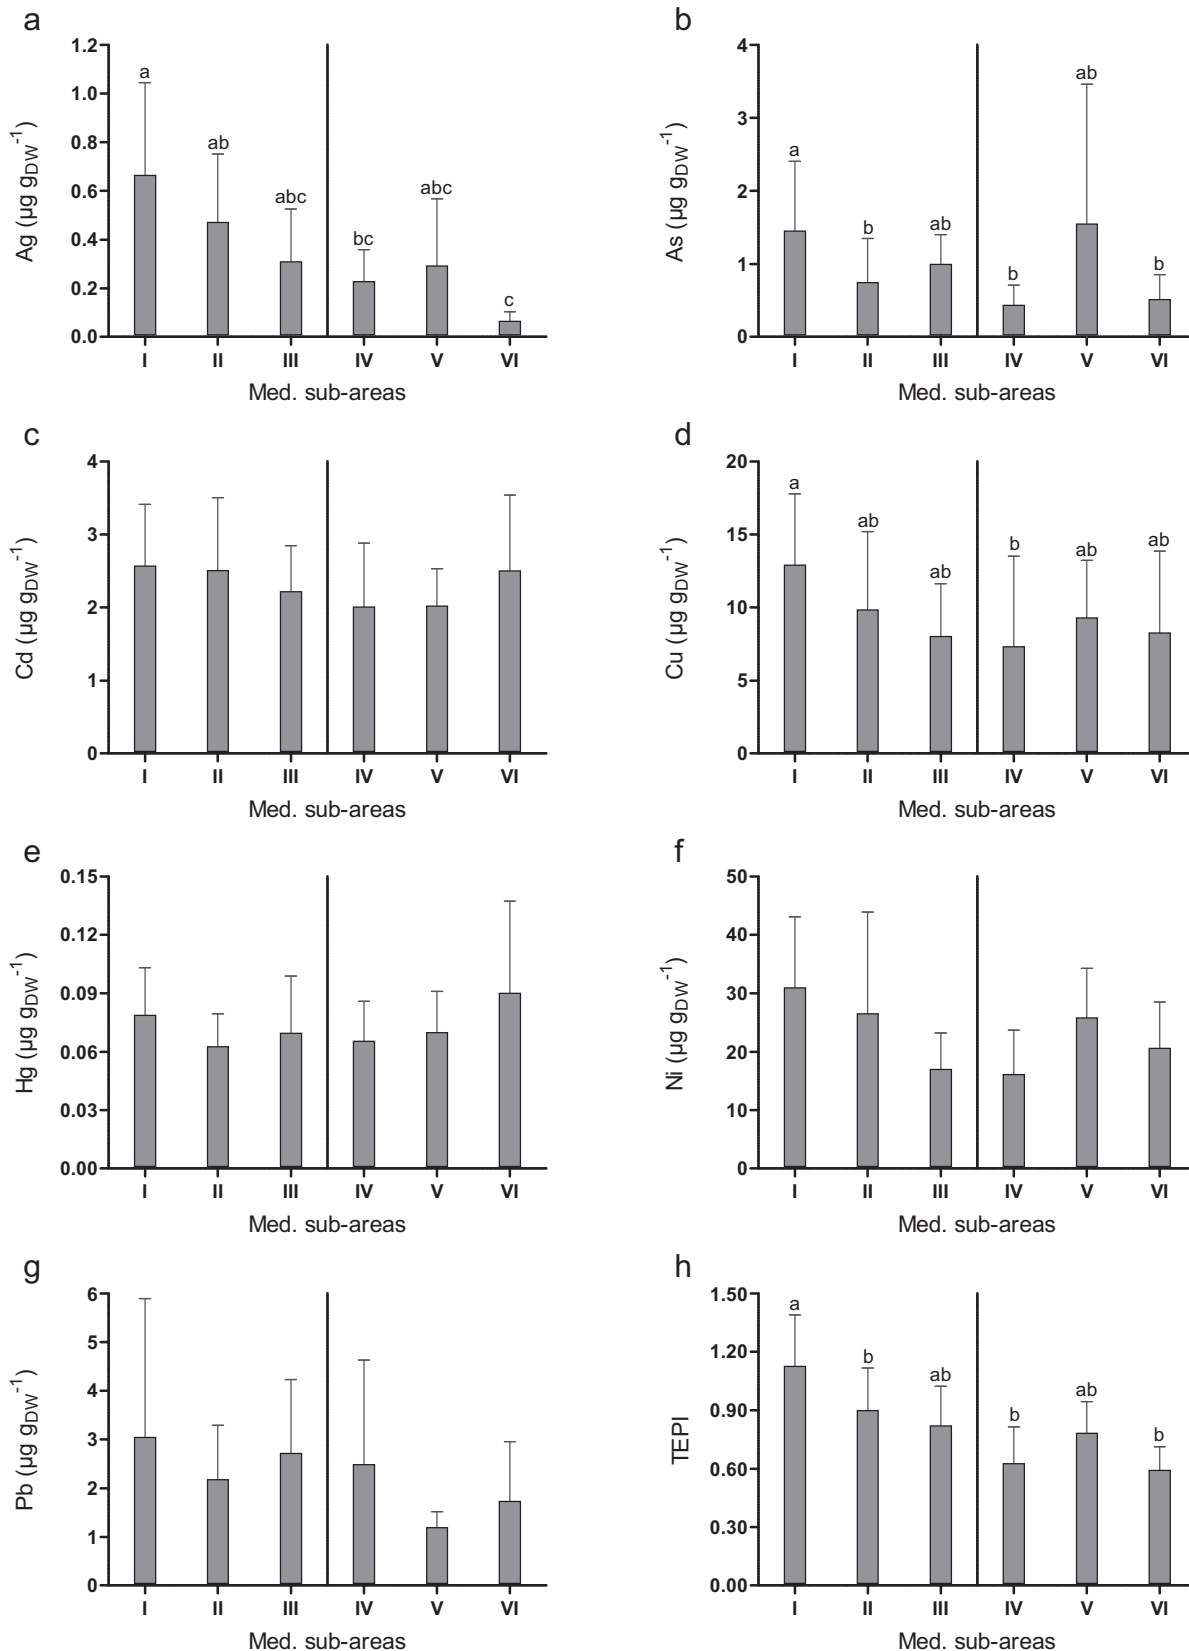 a
Ag (µg gDW⁻¹)
1.2
1.0
0.8
0.6
0.4
0.2
0.0
a
ab
abc
bc
abc
c
I II III IV V VI
Med. sub-areas
b
As (µg gDW⁻¹)
4
3
2
1
0
a
b
ab
b
ab
b
I II III IV V VI
Med. sub-areas
c
Cd (µg gDW⁻¹)
4
3
2
1
0
I II III IV V VI
Med. sub-areas
d
Cu (µg gDW⁻¹)
20
15
10
5
0
a
ab
ab
b
ab
ab
I II III IV V VI
Med. sub-areas
e
Hg (µg gDW⁻¹)
0.15
0.12
0.09
0.06
0.03
0.00
I II III IV V VI
Med. sub-areas
f
Ni (µg gDW⁻¹)
50
40
30
20
10
0
I II III IV V VI
Med. sub-areas
g
Pb (µg gDW⁻¹)
6
5
4
3
2
1
0
I II III IV V VI
Med. sub-areas
h
TEPI
1.50
1.20
0.90
0.60
0.30
0.00
a
b
ab
b
ab
b
I II III IV V VI
Med. sub-areas